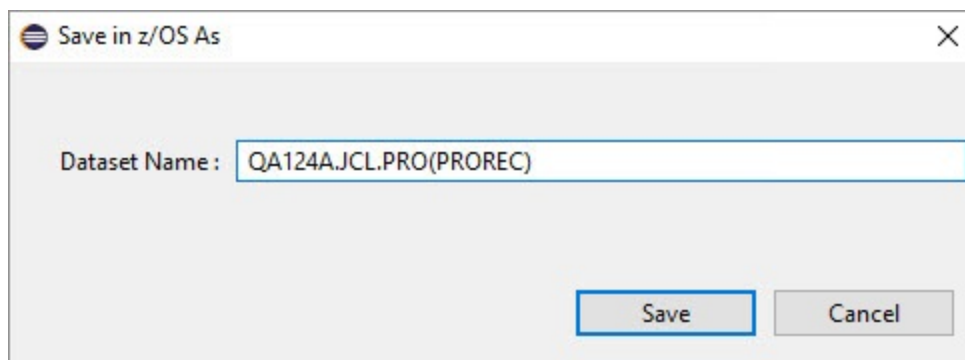 Save in z/OS As
Dataset Name : QA124A.JCL.PRO(PROREC)
Save Cancel